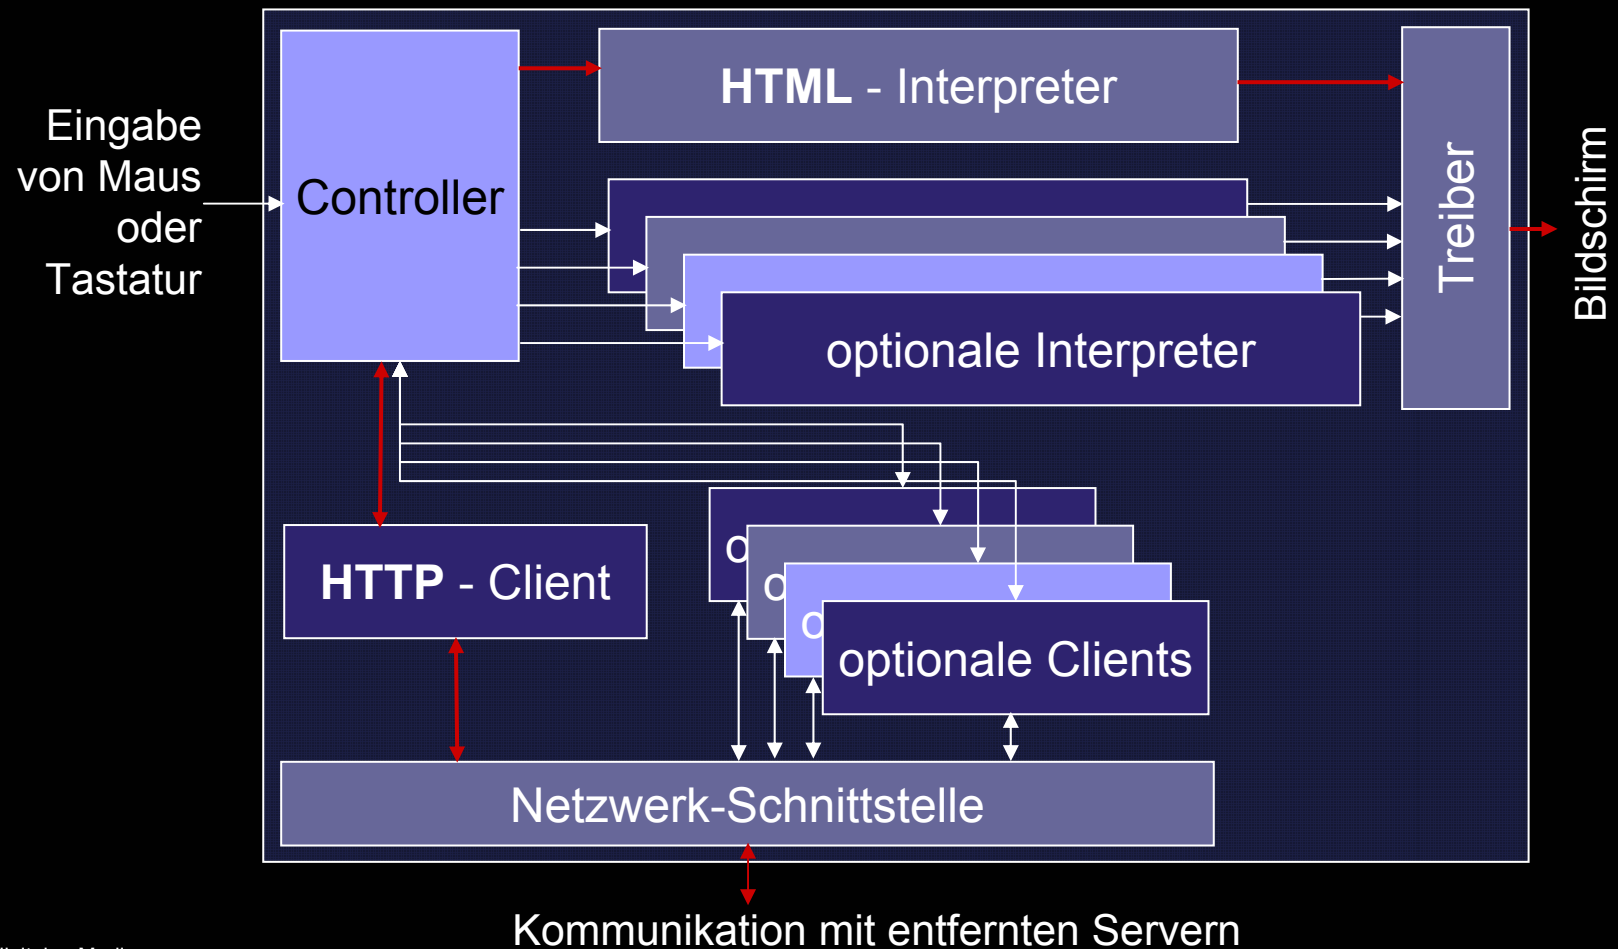 HTML - Interpreter
Eingabe
von Maus
oder
Tastatur
Controller
Treiber
Bildschirm
optionale Interpreter
o
o
o
HTTP - Client
optionale Clients
Netzwerk-Schnittstelle
Kommunikation mit entfernten Servern